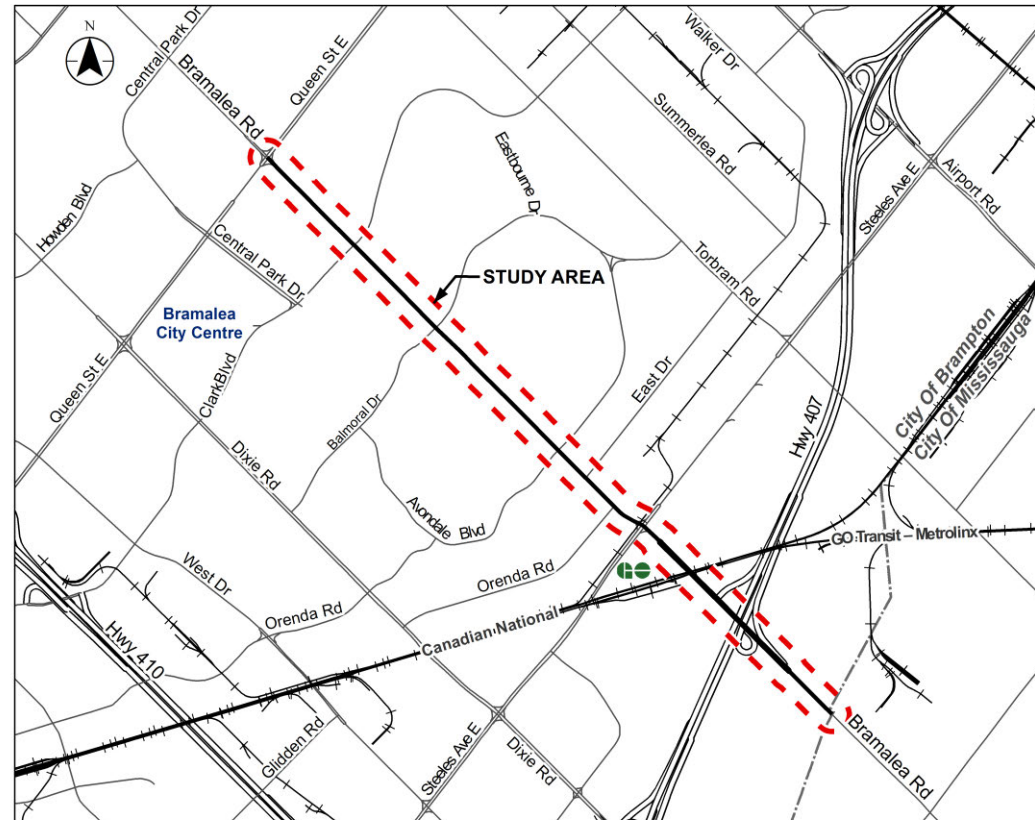 N
Central Park Dr
Bramalea Rd
Queen St E
Walker Dr
Summerlea Rd
Eastbourne Dr
Steeles Ave E
Airport Rd
Howden Blvd
Central Park Dr
Torbram Rd
STUDY AREA
Bramalea
City Centre
Queen St E
ClarkBlvd
Balmoral Dr
East Dr
Hwy 407
City Of Brampton
City Of Mississauga
Dixie Rd
Avondale Blvd
GO Transit – Metrolinx
West Dr
Orenda Rd
GO
Orenda Rd
Canadian National
Hwy 410
Glidden Rd
Steeles Ave E
Dixie Rd
Bramalea Rd